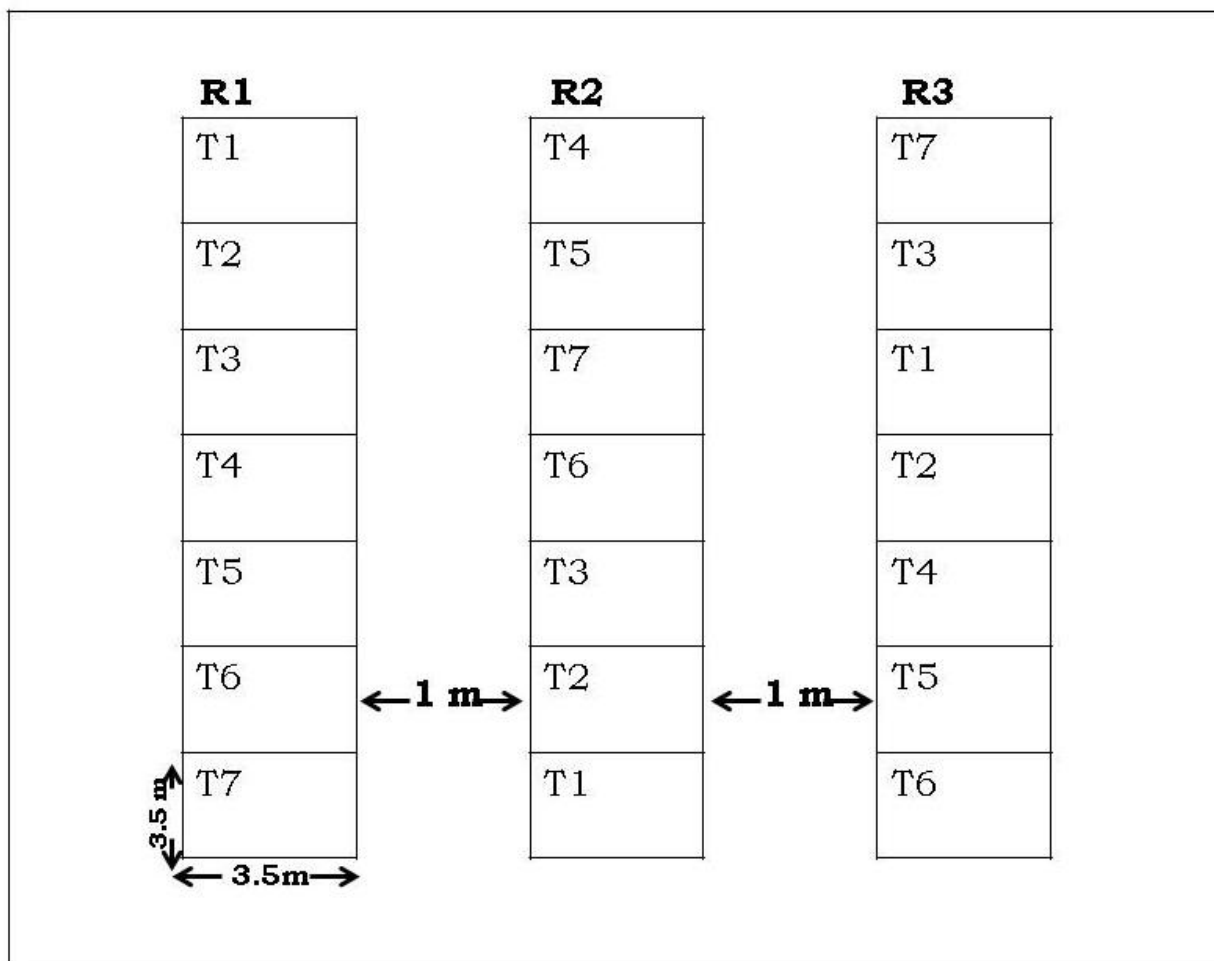 R1 R2 R3
T1 T4 T7
T2 T5 T3
T3 T7 T1
T4 T6 T2
T5 T3 T4
T6 T2 T5
1 m 1 m
T7 T1 T6
3.5 m
3.5m